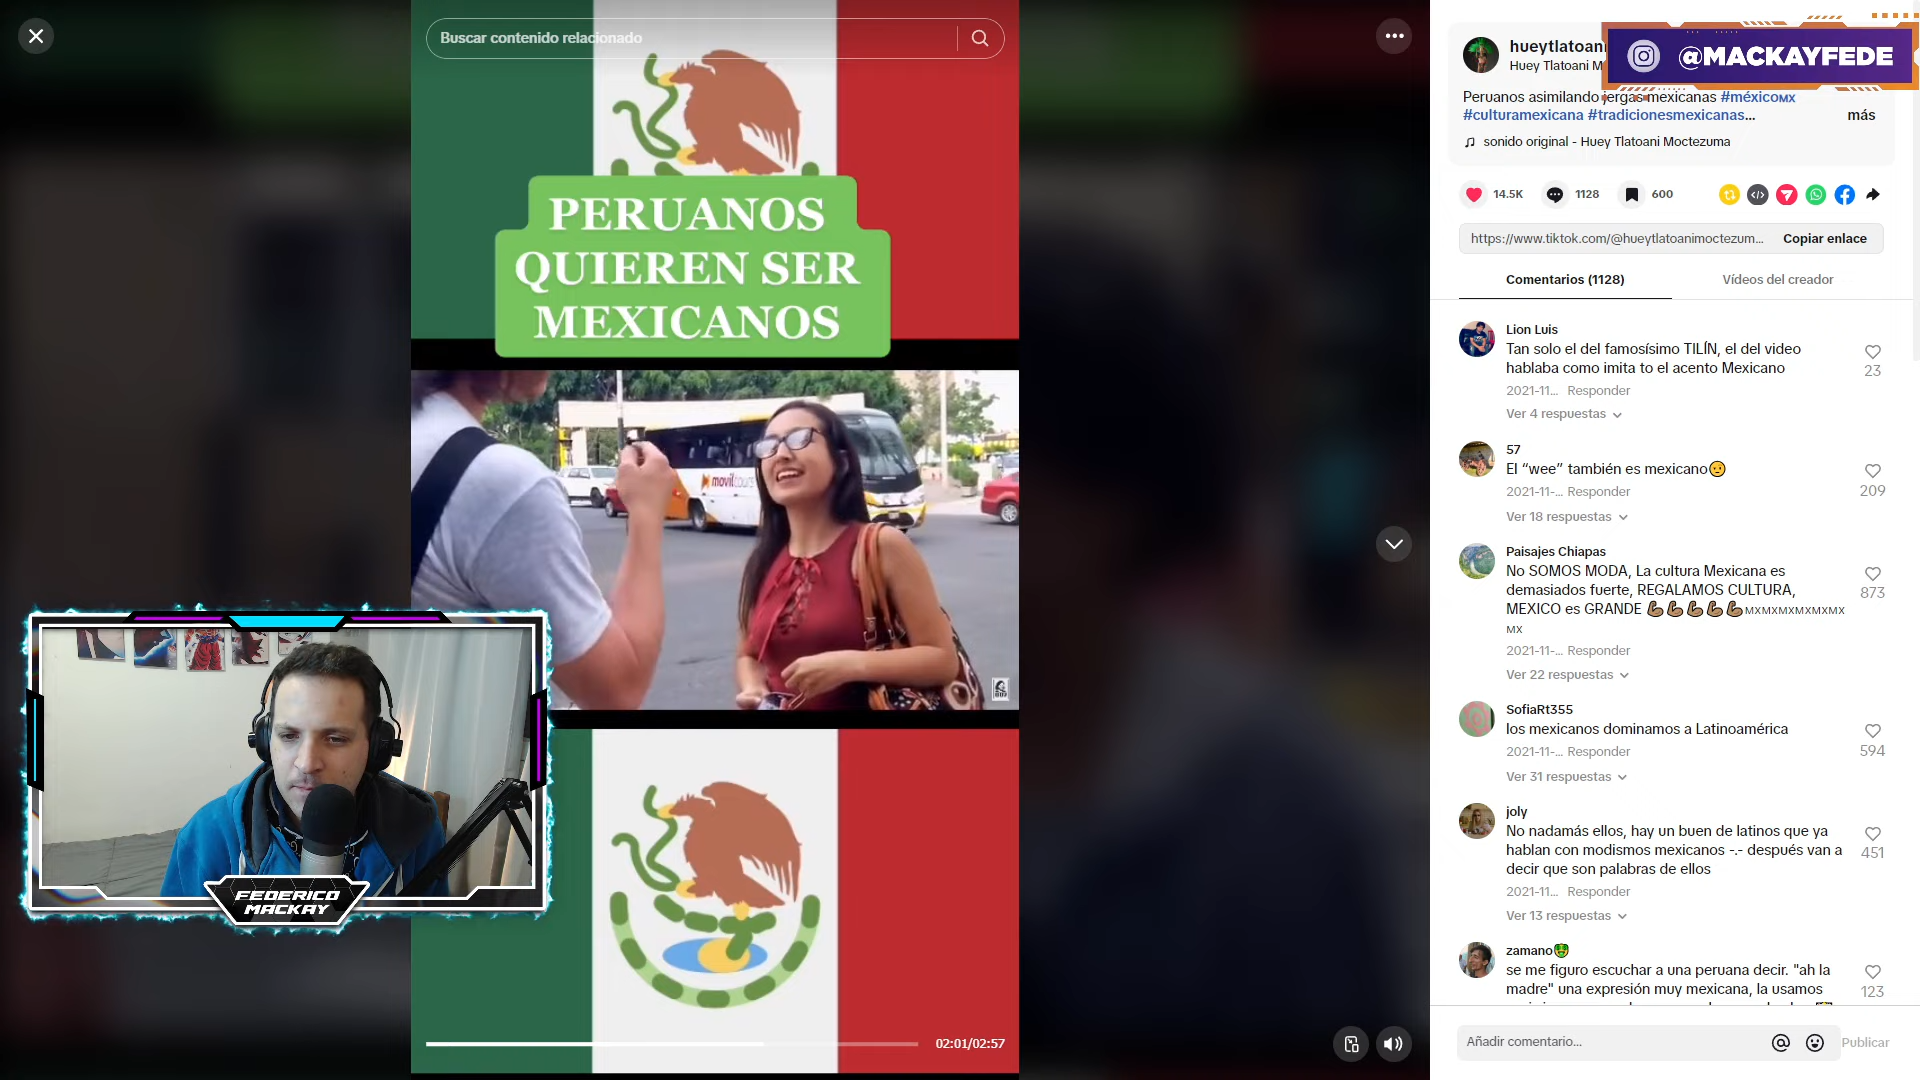 Buscar contenido relacionado
PERUANOS
QUIEREN SER
MEXICANOS
movil tours
FEDERICO
MACKAY
02:01/02:57
hueytlatoani
Huey Tlatoani M
@MACKAYFEDE
Peruanos asimilando jergas mexicanas #méxicoMX
#culturamexicana #tradicionesmexicanas...
más
sonido original - Huey Tlatoani Moctezuma
14.5K
1128
600
https://www.tiktok.com/@hueytlatoanimoctezum...
Copiar enlace
Comentarios (1128)
Vídeos del creador
Lion Luis
Tan solo el del famosísimo TILÍN, el del video
hablaba como imita to el acento Mexicano
23
2021-11... Responder
Ver 4 respuestas
57
El “wee” también es mexicano
209
2021-11-... Responder
Ver 18 respuestas
Paisajes Chiapas
No SOMOS MODA, La cultura Mexicana es
demasiados fuerte, REGALAMOS CULTURA,
MEXICO es GRANDE 💪🏽💪🏽💪🏽💪🏽💪🏽MXMXMXMXMXMX
MX
873
2021-11-... Responder
Ver 22 respuestas
SofiaRt355
los mexicanos dominamos a Latinoamérica
594
2021-11-... Responder
Ver 31 respuestas
joly
No nadamás ellos, hay un buen de latinos que ya
hablan con modismos mexicanos -.- después van a
decir que son palabras de ellos
451
2021-11... Responder
Ver 13 respuestas
zamano🤑
se me figuro escuchar a una peruana decir. "ah la
madre" una expresión muy mexicana, la usamos
123
Añadir comentario...
Publicar